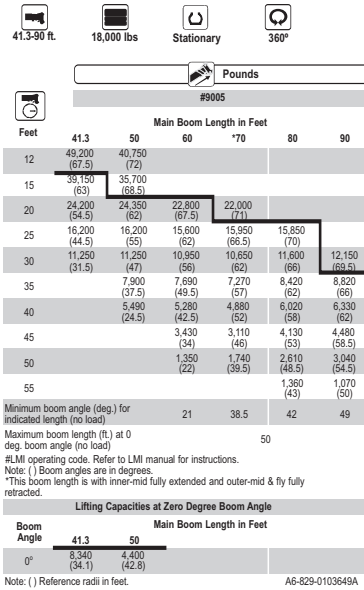 41.3-90 ft. 18,000 lbs Stationary 360º
Pounds
#9005
Feet
Main Boom Length in Feet
41.3 50 60 *70 80 90
12 49,200 (67.5) 40,750 (72)
15 39,150 (63) 35,700 (68.5)
20 24,200 (54.5) 24,350 (62) 22,800 (67.5) 22,000 (71)
25 16,200 (44.5) 16,200 (55) 15,600 (62) 15,950 (66.5) 15,850 (70)
30 11,250 (31.5) 11,250 (47) 10,950 (56) 10,650 (62) 11,600 (66) 12,150 (69.5)
35 7,900 (37.5) 7,690 (49.5) 7,270 (57) 8,420 (62) 8,820 (66)
40 5,490 (24.5) 5,280 (42.5) 4,880 (52) 6,020 (58) 6,330 (62)
45 3,430 (34) 3,110 (46) 4,130 (53) 4,480 (58.5)
50 1,350 (22) 1,740 (39.5) 2,610 (48.5) 3,040 (54.5)
55 1,360 (43) 1,070 (50)
Minimum boom angle (deg.) for
indicated length (no load) 21 38.5 42 49
Maximum boom length (ft.) at 0
deg. boom angle (no load) 50
#LMI operating code. Refer to LMI manual for instructions.
Note: ( ) Boom angles are in degrees.
*This boom length is with inner-mid fully extended and outer-mid & fly fully
retracted.
Lifting Capacities at Zero Degree Boom Angle
Boom
Angle
Main Boom Length in Feet
41.3 50
0º 8,340 (34.1) 4,400 (42.8)
Note: ( ) Reference radii in feet. A6-829-0103649A